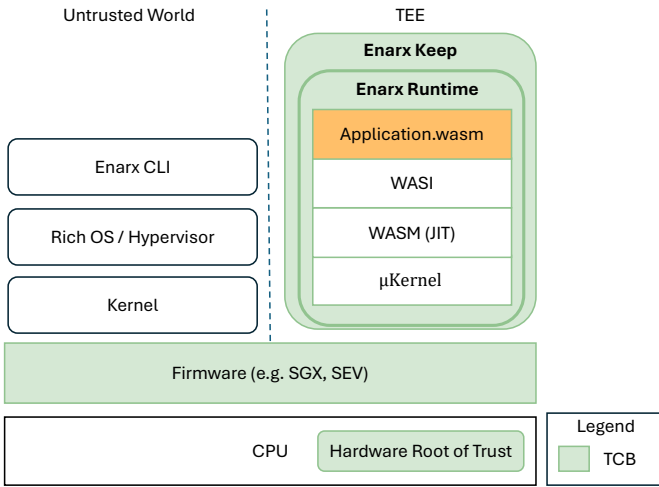 Untrusted World
TEE
Enarx Keep
Enarx Runtime
Application.wasm
Enarx CLI
WASI
Rich OS / Hypervisor
WASM (JIT)
μKernel
Kernel
Firmware (e.g. SGX, SEV)
CPU
Hardware Root of Trust
Legend
TCB